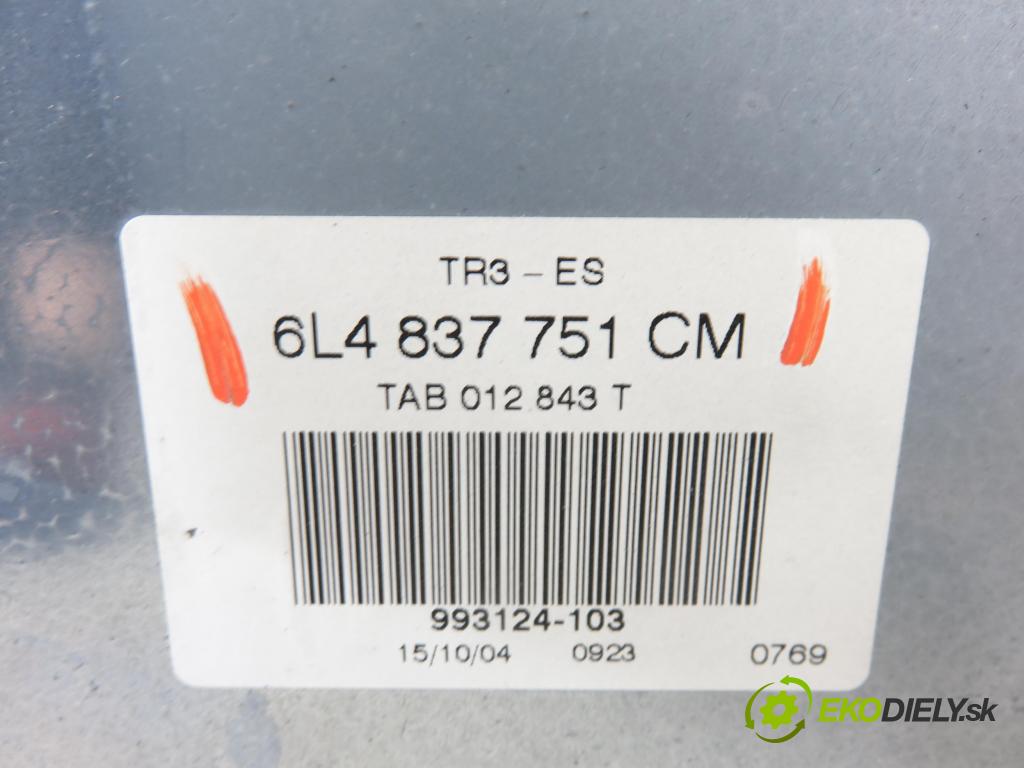 TR3 - ES
6L4 837 751 CM
TAB 012 843 T
993124-103
15/10/04 0923 0769
EKODIELY.sk